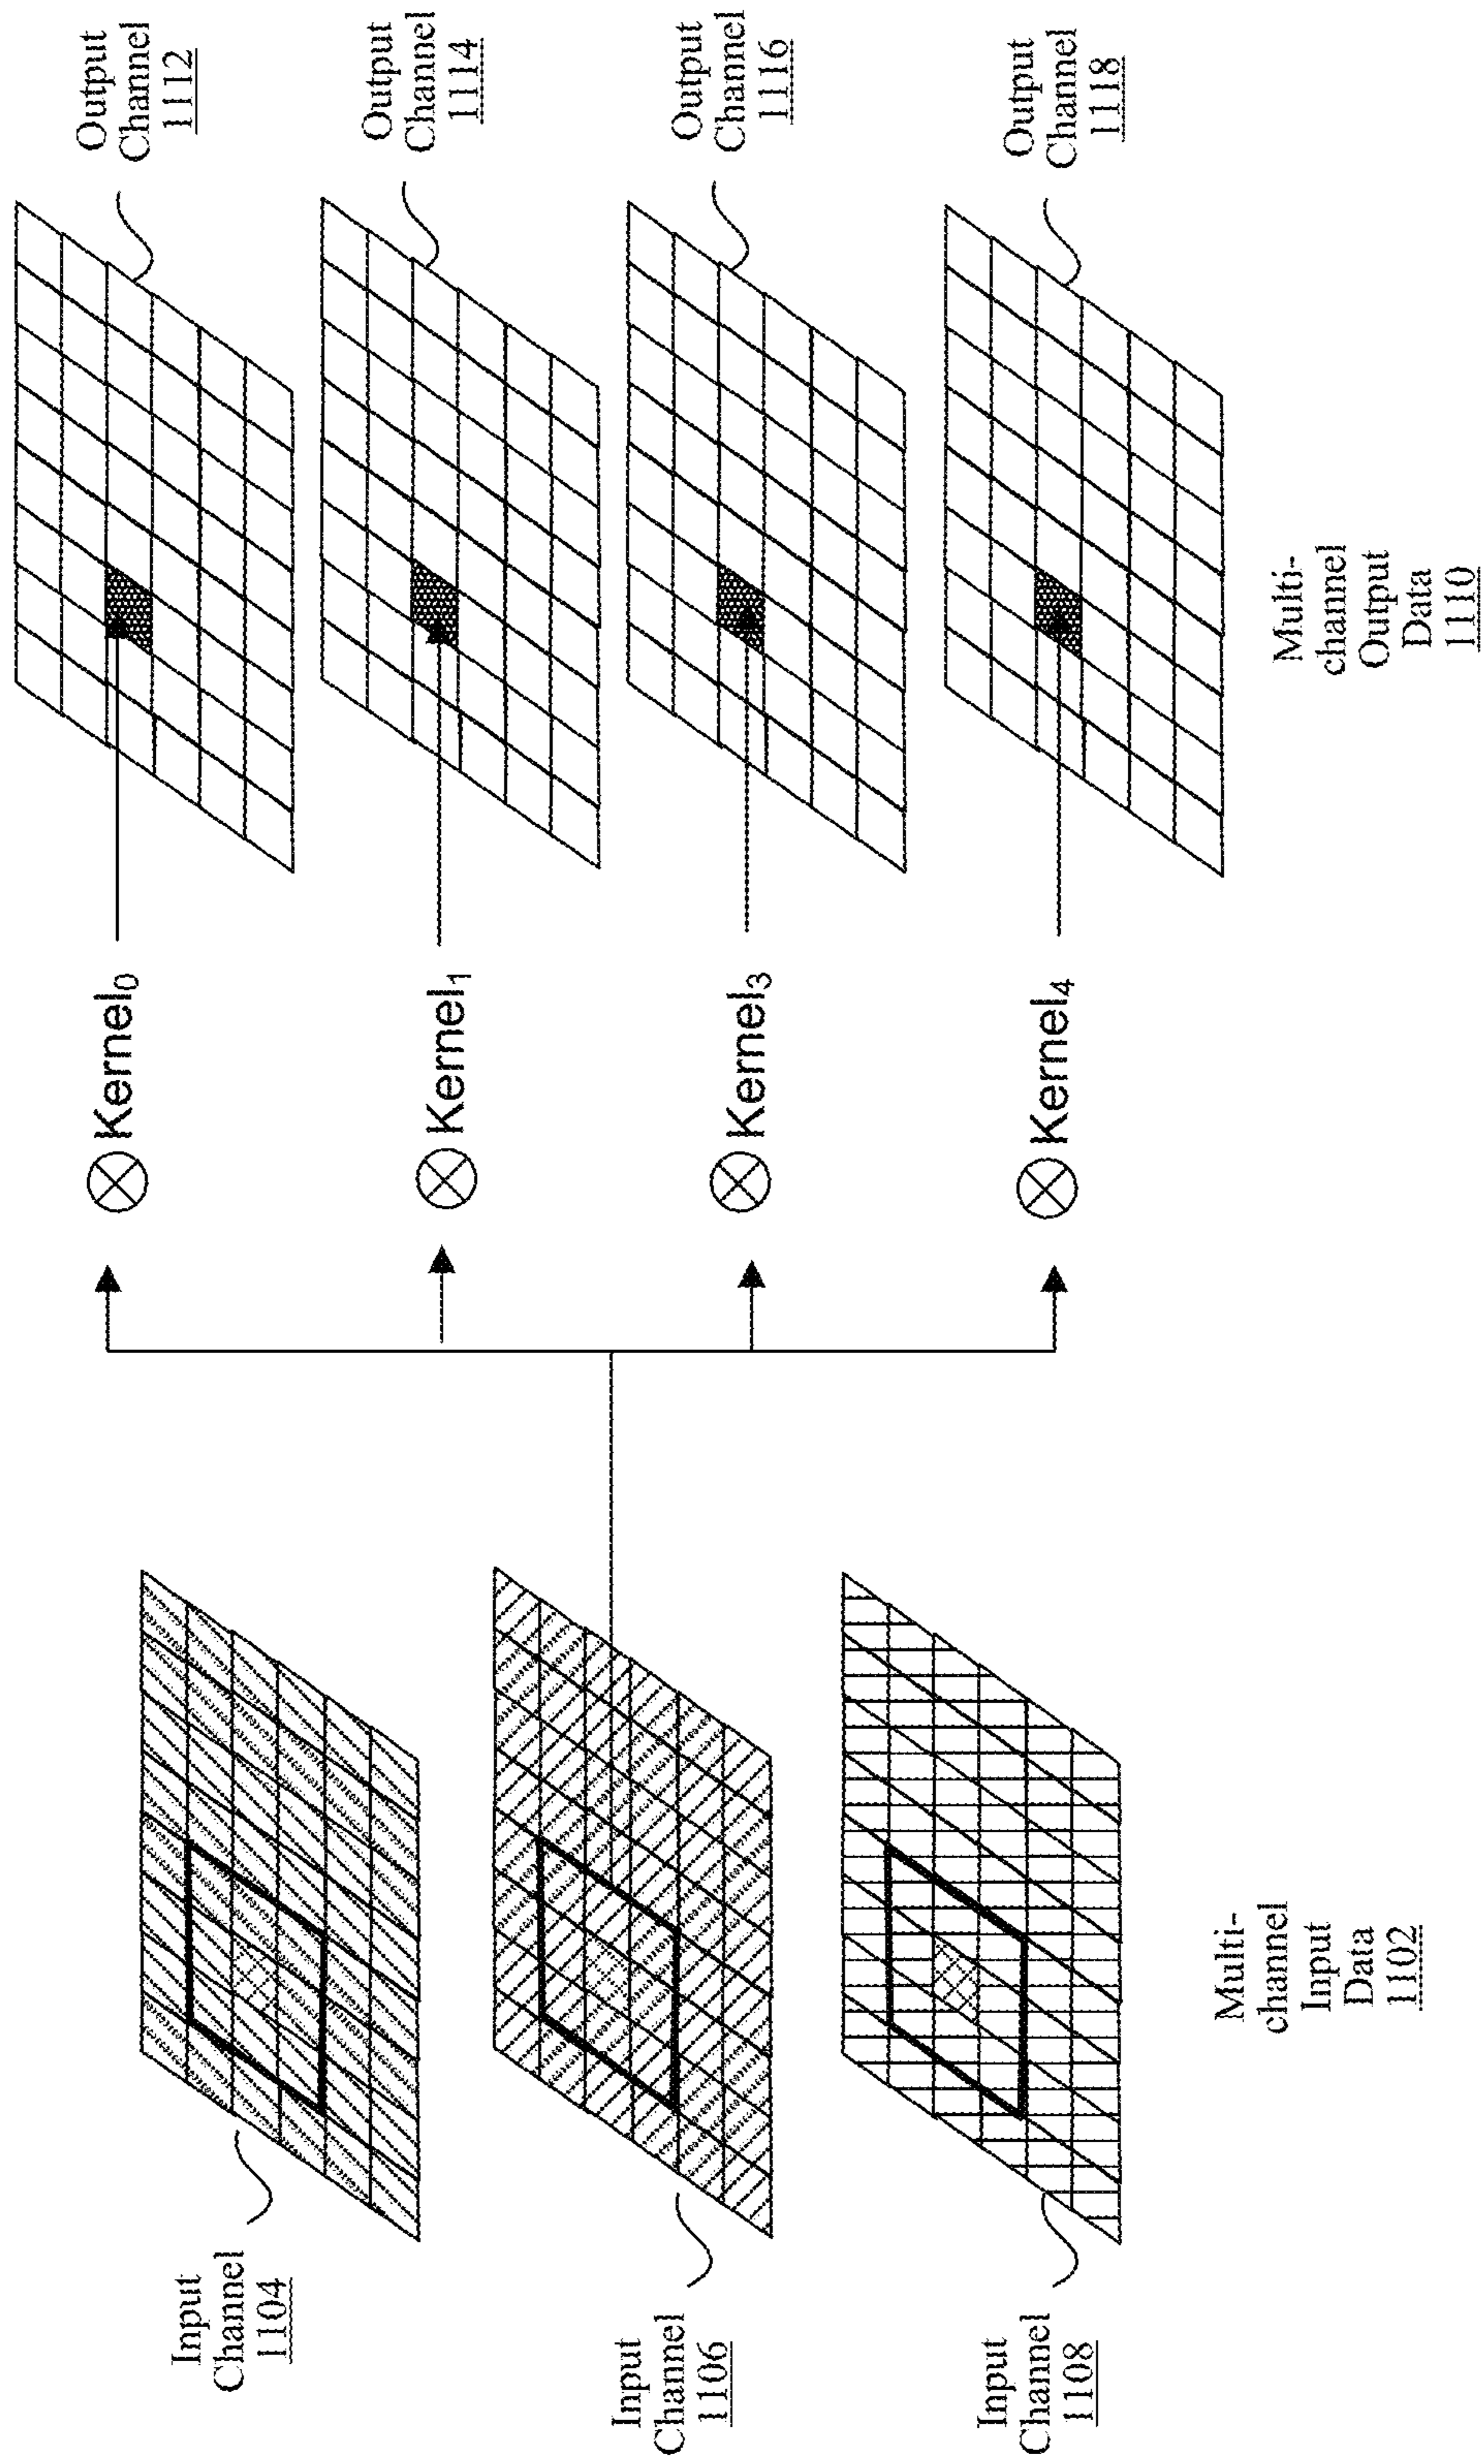 Input
Channel
1104
Input
Channel
1106
Input
Channel
1108
Multi-
channel
Input
Data
1102
Kernel0
Kernel1
Kernel3
Kernel4
Output
Channel
1112
Output
Channel
1114
Output
Channel
1116
Output
Channel
1118
Multi-
channel
Output
Data
1110